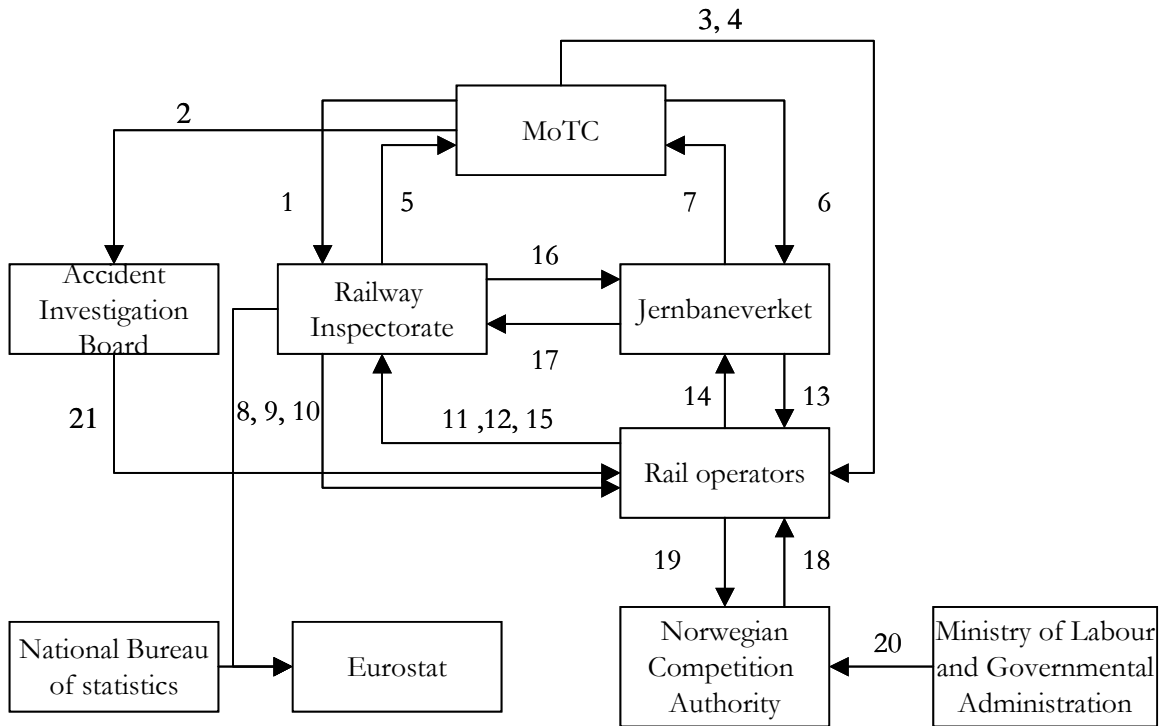 3, 4
MoTC
2
1
5
7
6
Accident
Investigation
Board
Railway
Inspectorate
16
17
Jernbaneverket
21
8, 9, 10
11 ,12, 15
14
13
Rail operators
19
18
National Bureau
of statistics
Eurostat
Norwegian
Competition
Authority
20
Ministry of Labour
and Governmental
Administration